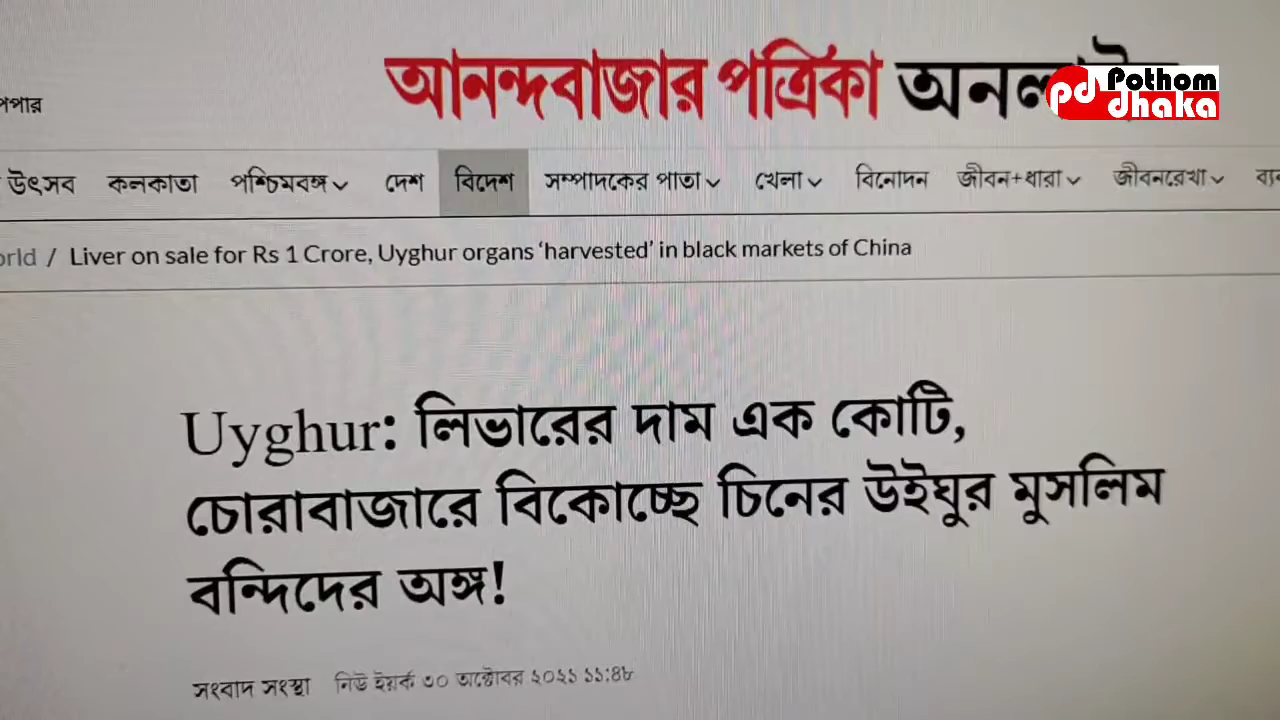 আনন্দবাজার পত্রিকা
Pothom
pd dhaka
উৎসব কলকাতা পশ্চিমবঙ্গ দেশ বিদেশ সম্পাদকের পাতা খেলা বিনোদন জীবন+ধারা জীবনরেখা
/ Liver on sale for Rs 1 Crore, Uyghur organs ‘harvested’ in black markets of China
Uyghur: লিভারের দাম এক কোটি,
চোরাবাজারে বিকোচ্ছে চিনের উইঘুর মুসলিম
বন্দিদের অঙ্গ!
সংবাদ সংস্থা নিউ ইয়র্ক ৩০ অক্টোবর ২০২১ ১১:৪৮